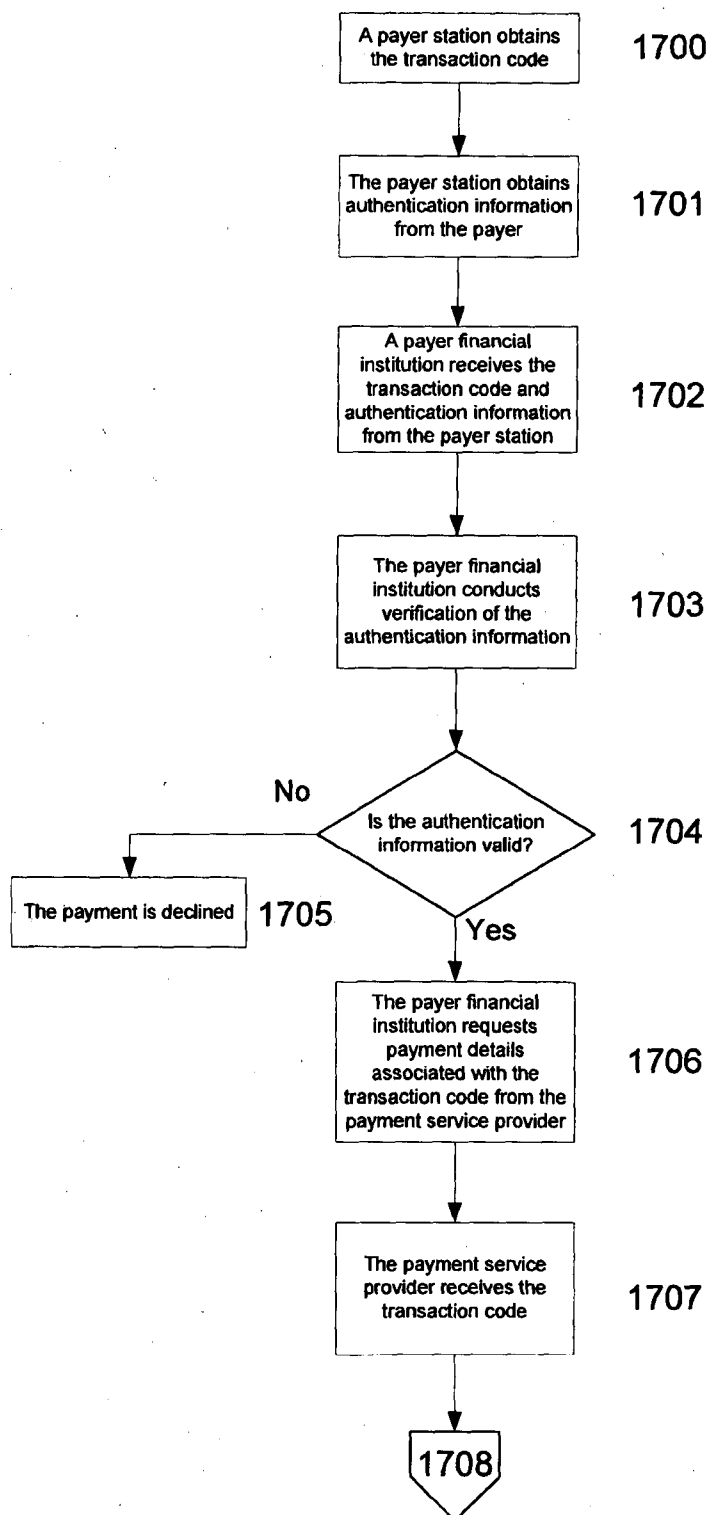 A payer station obtains
the transaction code
1700
The payer station obtains
authentication information
from the payer
1701
A payer financial
institution receives the
transaction code and
authentication information
from the payer station
1702
The payer financial
institution conducts
verification of the
authentication information
1703
Is the authentication
information valid?
1704
No
The payment is declined
1705
Yes
The payer financial
institution requests
payment details
associated with the
transaction code from the
payment service provider
1706
The payment service
provider receives the
transaction code
1707
1708